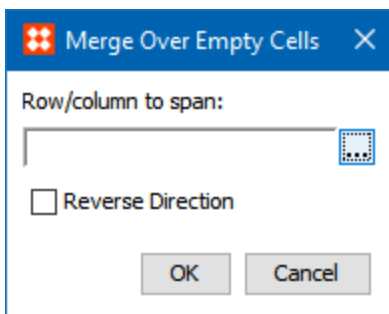 Merge Over Empty Cells
Row/column to span:
...
Reverse Direction
OK Cancel